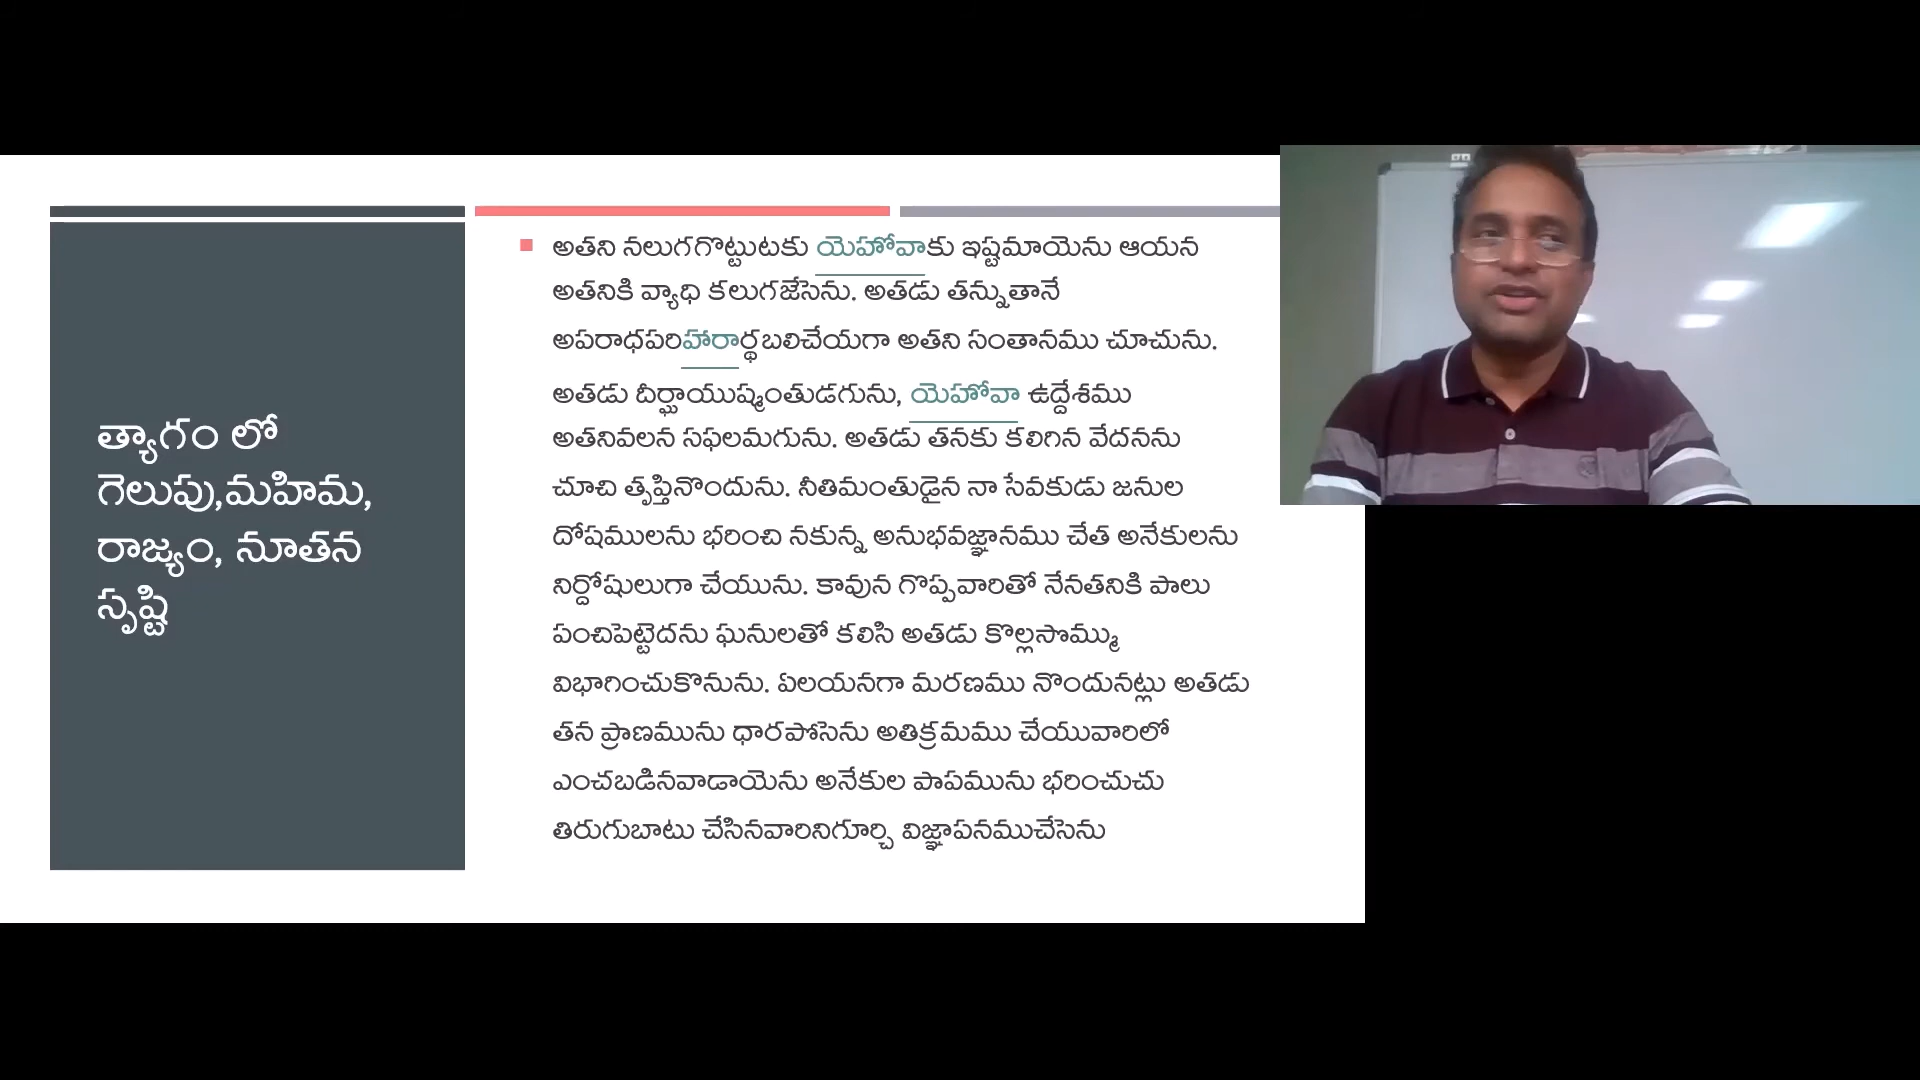 త్యాగం లో
గెలుపు,మహిమ,
రాజ్యం, నూతన
సృష్టి
అతని నలుగగొట్టుటకు యెహోవాకు ఇష్టమాయెను ఆయన
అతనికి వ్యాధి కలుగజేసెను. అతడు తన్నుతానే
అపరాధపరిహారార్థబలిచేయగా అతని సంతానము చూచును.
అతడు దీర్ఘాయుష్మంతుడగును, యెహోవా ఉద్దేశము
అతనివలన సఫలమగును. అతడు తనకు కలిగిన వేదనను
చూచి తృప్తినొందును. నీతిమంతుడైన నా సేవకుడు జనుల
దోషములను భరించి నకున్న అనుభవజ్ఞానము చేత అనేకులను
నిర్దోషులుగా చేయును. కావున గొప్పవారితో నేనతనికి పాలు
పంచిపెట్టెదను ఘనులతో కలిసి అతడు కొల్లసొమ్ము
విభాగించుకొనును. ఏలయనగా మరణము నొందునట్లు అతడు
తన ప్రాణమును ధారపోసెను అతిక్రమము చేయువారిలో
ఎంచబడినవాడాయెను అనేకుల పాపమును భరించుచు
తిరుగుబాటు చేసినవారినిగూర్చి విజ్ఞాపనముచేసెను